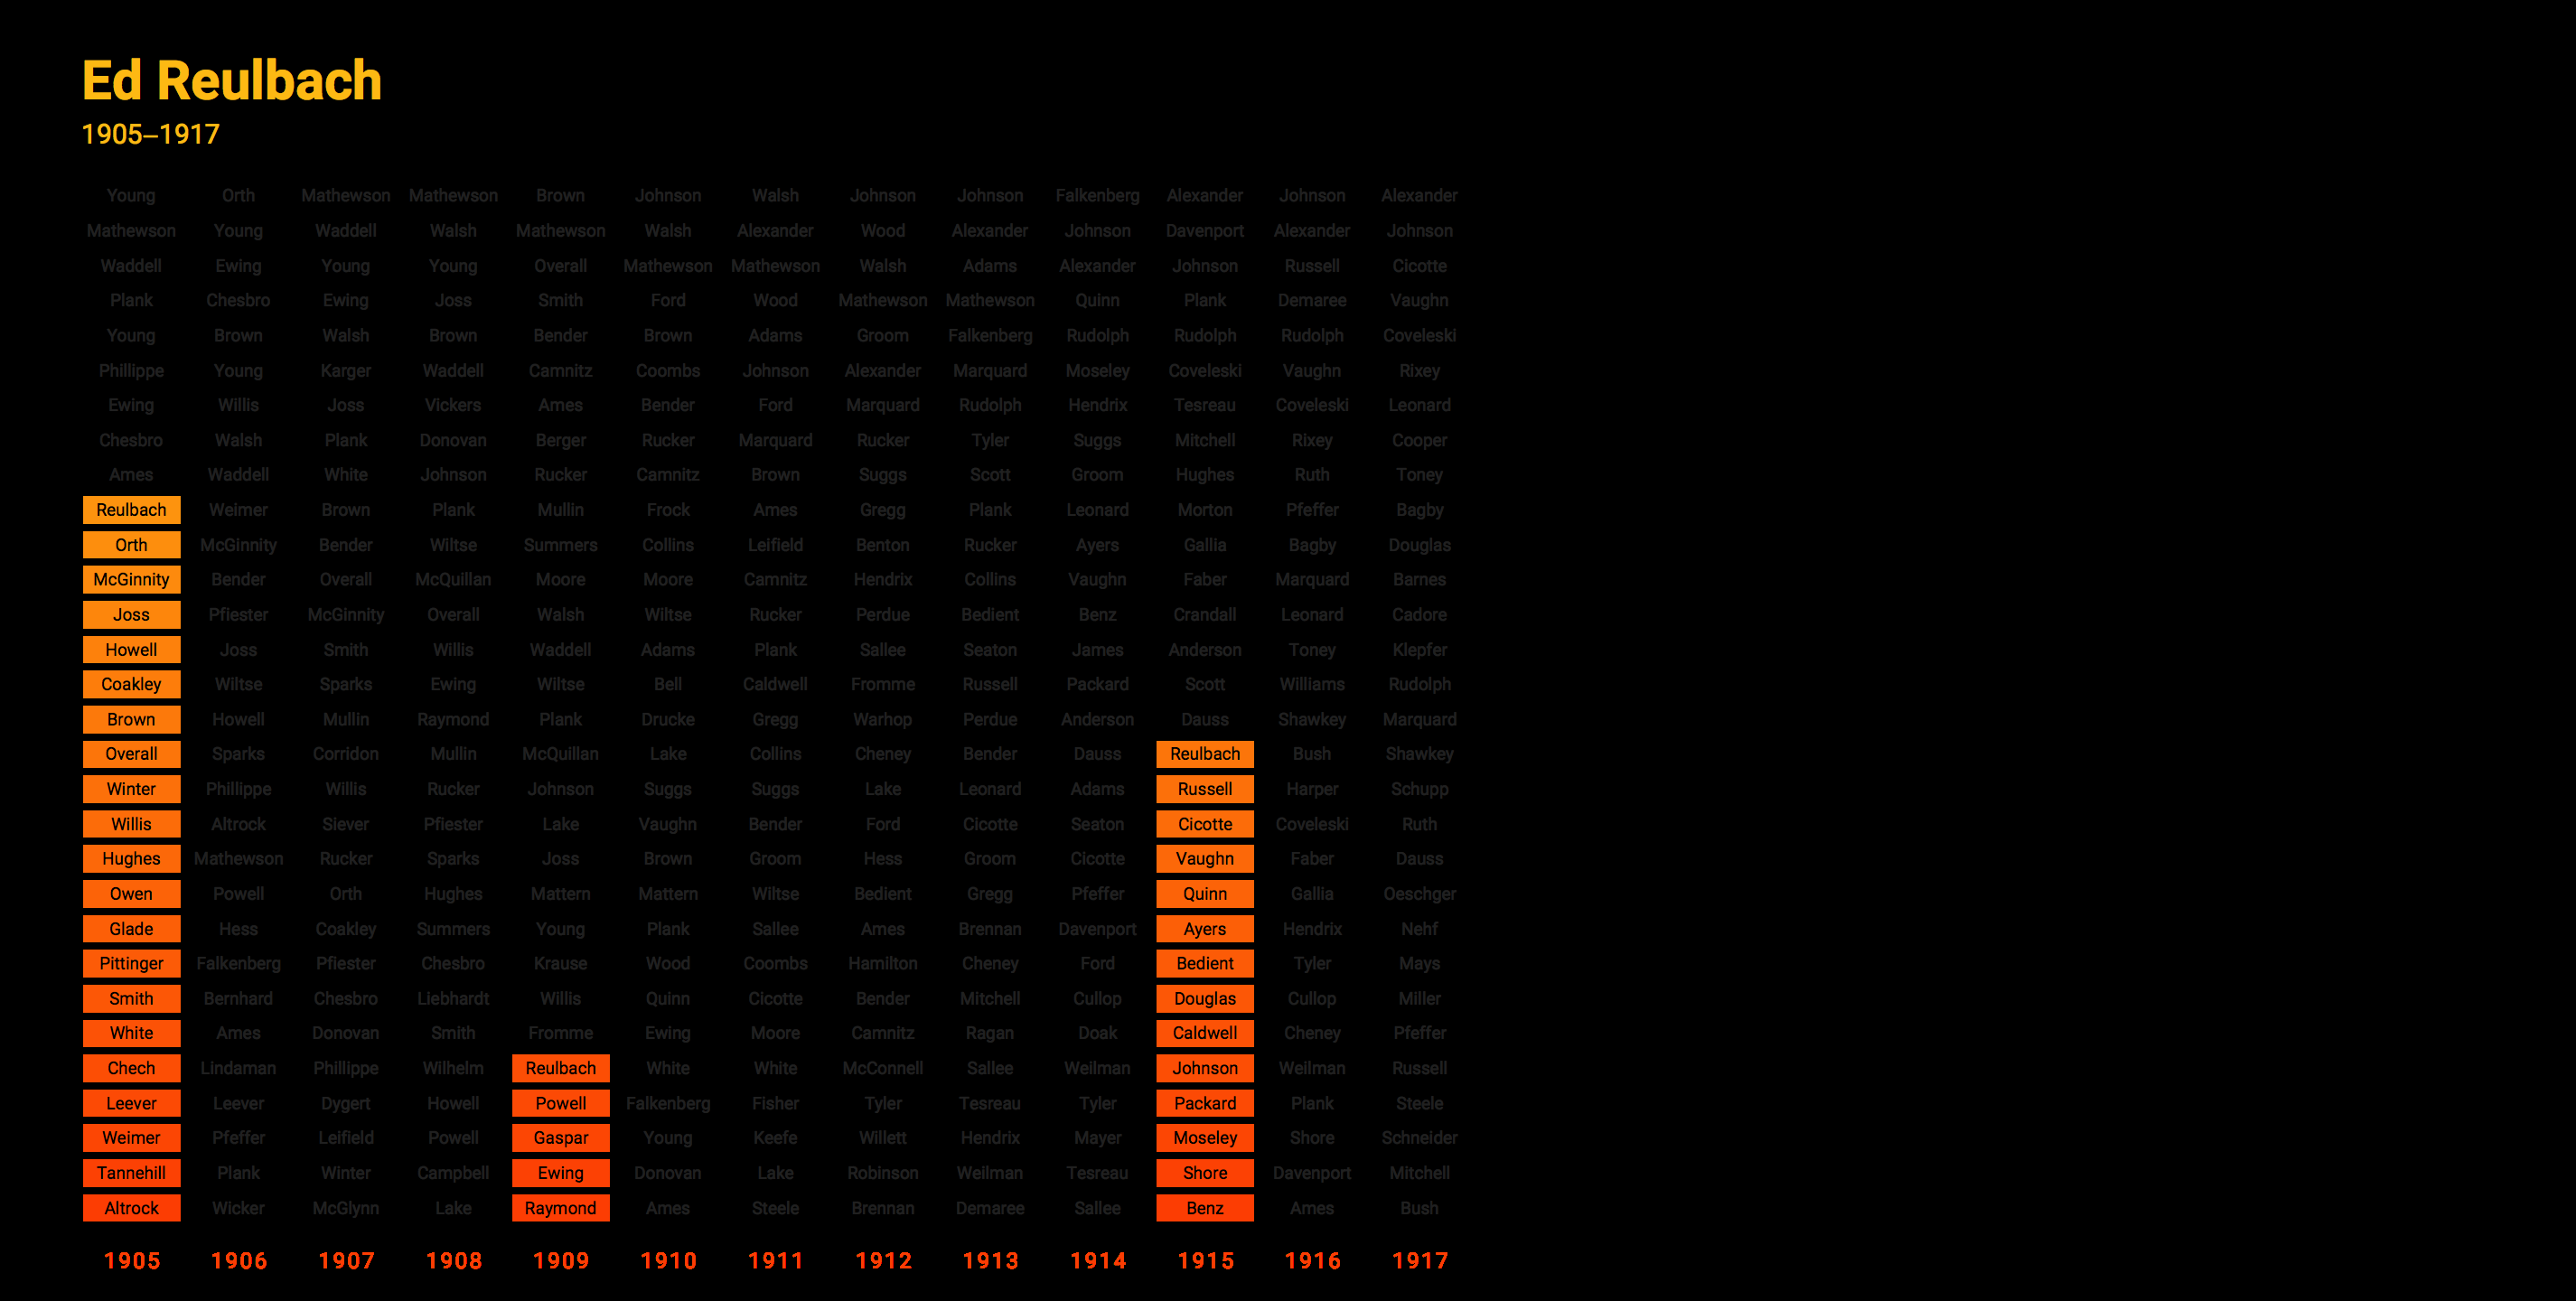 Ed Reulbach
1905–1917
Young Orth Mathewson Mathewson Brown Johnson Walsh Johnson Johnson Falkenberg Alexander Johnson Alexander
Mathewson Young Waddell Walsh Mathewson Walsh Alexander Wood Alexander Johnson Davenport Alexander Johnson
Waddell Ewing Young Young Overall Mathewson Mathewson Walsh Adams Alexander Johnson Russell Cicotte
Plank Chesbro Ewing Joss Smith Ford Wood Mathewson Mathewson Quinn Plank Demaree Vaughn
Young Brown Walsh Brown Bender Brown Adams Groom Falkenberg Rudolph Rudolph Rudolph Coveleski
Phillippe Young Karger Waddell Camnitz Coombs Johnson Alexander Marquard Moseley Coveleski Vaughn Rixey
Ewing Willis Joss Vickers Ames Bender Ford Marquard Rudolph Hendrix Tesreau Coveleski Leonard
Chesbro Walsh Plank Donovan Berger Rucker Marquard Rucker Tyler Suggs Mitchell Rixey Cooper
Ames Waddell White Johnson Rucker Camnitz Brown Suggs Scott Groom Hughes Ruth Toney
Reulbach Weimer Brown Plank Mullin Frock Ames Gregg Plank Leonard Morton Pfeffer Bagby
Orth McGinnity Bender Wiltse Summers Collins Leifield Benton Rucker Ayers Gallia Bagby Douglas
McGinnity Bender Overall McQuillan Moore Moore Camnitz Hendrix Collins Vaughn Faber Marquard Barnes
Joss Pfiester McGinnity Overall Walsh Wiltse Rucker Perdue Bedient Benz Crandall Leonard Cadore
Howell Joss Smith Willis Waddell Adams Plank Sallee Seaton James Anderson Toney Klepfer
Coakley Wiltse Sparks Ewing Wiltse Bell Caldwell Fromme Russell Packard Scott Williams Rudolph
Brown Howell Mullin Raymond Plank Drucke Gregg Warhop Perdue Anderson Dauss Shawkey Marquard
Overall Sparks Corridon Mullin McQuillan Lake Collins Cheney Bender Dauss Reulbach Bush Shawkey
Winter Phillippe Willis Rucker Johnson Suggs Suggs Lake Leonard Adams Russell Harper Schupp
Willis Altrock Siever Pfiester Lake Vaughn Bender Ford Cicotte Seaton Cicotte Coveleski Ruth
Hughes Mathewson Rucker Sparks Joss Brown Groom Hess Groom Cicotte Vaughn Faber Dauss
Owen Powell Orth Hughes Mattern Mattern Wiltse Bedient Gregg Pfeffer Quinn Gallia Oeschger
Glade Hess Coakley Summers Young Plank Sallee Ames Brennan Davenport Ayers Hendrix Nehf
Pittinger Falkenberg Pfiester Chesbro Krause Wood Coombs Hamilton Cheney Ford Bedient Tyler Mays
Smith Bernhard Chesbro Liebhardt Willis Quinn Cicotte Bender Mitchell Cullop Douglas Cullop Miller
White Ames Donovan Smith Fromme Ewing Moore Camnitz Ragan Doak Caldwell Cheney Pfeffer
Chech Lindaman Phillippe Wilhelm Reulbach White White McConnell Sallee Weilman Johnson Weilman Russell
Leever Leever Dygert Howell Powell Falkenberg Fisher Tyler Tesreau Tyler Packard Plank Steele
Weimer Pfeffer Leifield Powell Gaspar Young Keefe Willett Hendrix Mayer Moseley Shore Schneider
Tannehill Plank Winter Campbell Ewing Donovan Lake Robinson Weilman Tesreau Shore Davenport Mitchell
Altrock Wicker McGlynn Lake Raymond Ames Steele Brennan Demaree Sallee Benz Ames Bush
1905 1906 1907 1908 1909 1910 1911 1912 1913 1914 1915 1916 1917